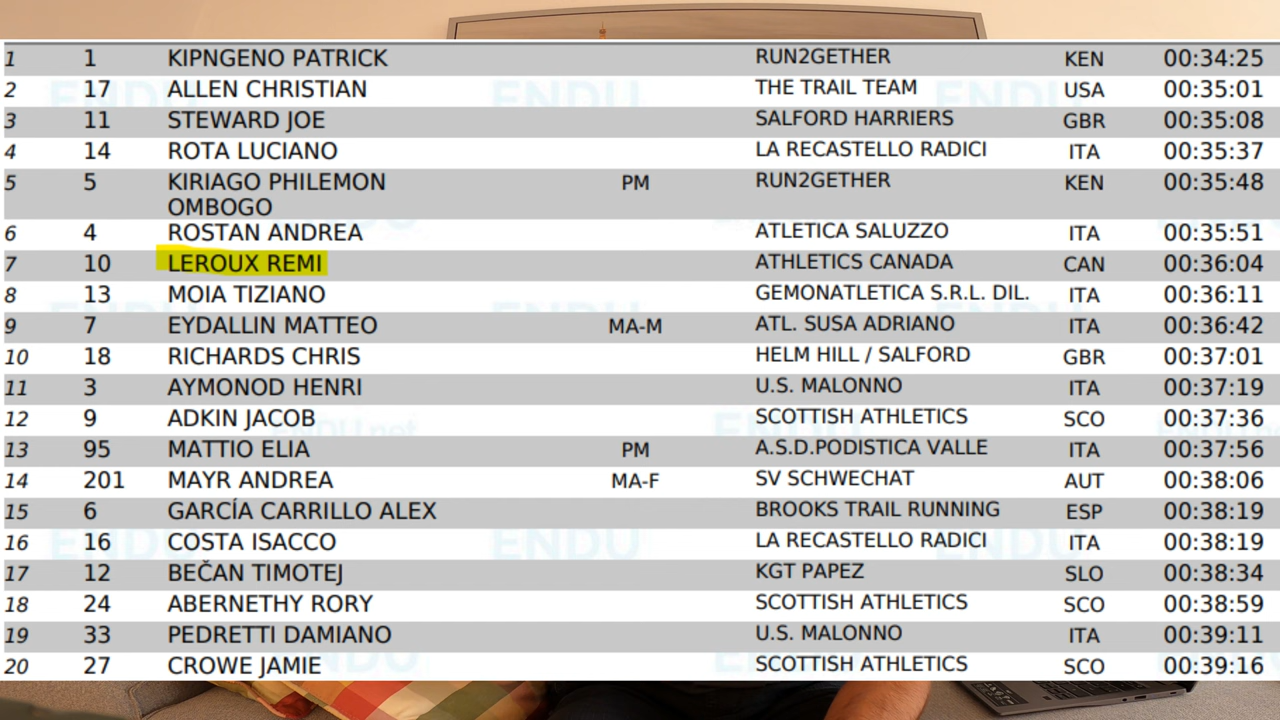 1 1 KIPNGENO PATRICK RUN2GETHER KEN 00:34:25
2 17 ALLEN CHRISTIAN THE TRAIL TEAM USA 00:35:01
3 11 STEWARD JOE SALFORD HARRIERS GBR 00:35:08
4 14 ROTA LUCIANO LA RECASTELLO RADICI ITA 00:35:37
5 5 KIRIAGO PHILEMON PM RUN2GETHER KEN 00:35:48
OMBOGO
6 4 ROSTAN ANDREA ATLETICA SALUZZO ITA 00:35:51
7 10 LEROUX REMI ATHLETICS CANADA CAN 00:36:04
8 13 MOIA TIZIANO GEMONATLETICA S.R.L. DIL. ITA 00:36:11
9 7 EYDALLIN MATTEO MA-M ATL. SUSA ADRIANO ITA 00:36:42
10 18 RICHARDS CHRIS HELM HILL / SALFORD GBR 00:37:01
11 3 AYMONOD HENRI U.S. MALONNO ITA 00:37:19
12 9 ADKIN JACOB SCOTTISH ATHLETICS SCO 00:37:36
13 95 MATTIO ELIA PM A.S.D.PODISTICA VALLE ITA 00:37:56
14 201 MAYR ANDREA MA-F SV SCHWECHAT AUT 00:38:06
15 6 GARCÍA CARRILLO ALEX BROOKS TRAIL RUNNING ESP 00:38:19
16 16 COSTA ISACCO LA RECASTELLO RADICI ITA 00:38:19
17 12 BEČAN TIMOTEJ KGT PAPEZ SLO 00:38:34
18 24 ABERNETHY RORY SCOTTISH ATHLETICS SCO 00:38:59
19 33 PEDRETTI DAMIANO U.S. MALONNO ITA 00:39:11
20 27 CROWE JAMIE SCOTTISH ATHLETICS SCO 00:39:16